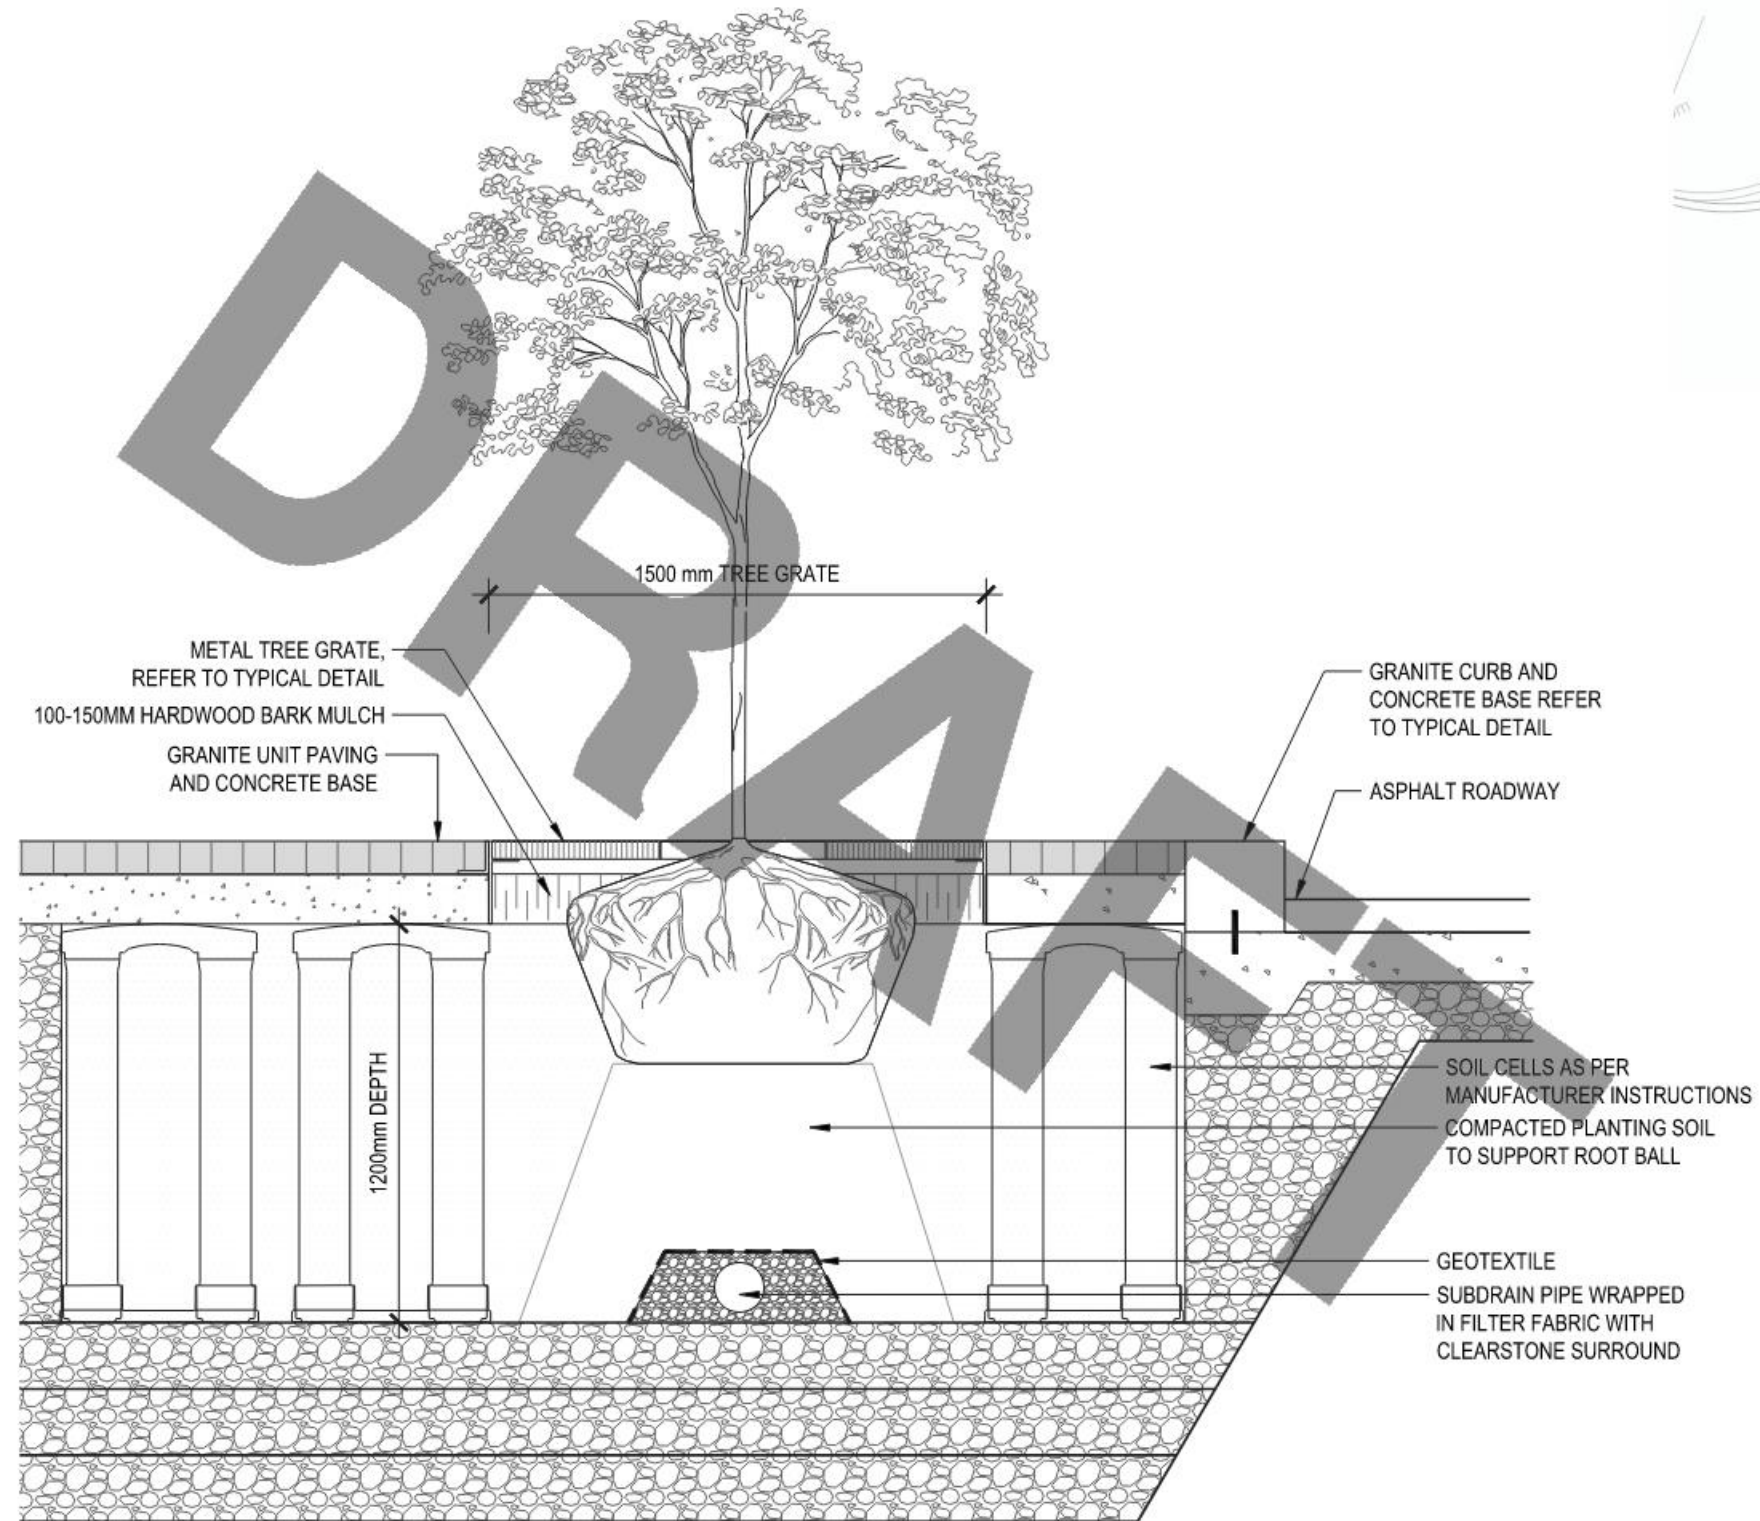 1500 mm TREE GRATE
METAL TREE GRATE,
REFER TO TYPICAL DETAIL
100-150MM HARDWOOD BARK MULCH
GRANITE UNIT PAVING
AND CONCRETE BASE
GRANITE CURB AND
CONCRETE BASE REFER
TO TYPICAL DETAIL
ASPHALT ROADWAY
1200mm DEPTH
SOIL CELLS AS PER
MANUFACTURER INSTRUCTIONS
COMPACTED PLANTING SOIL
TO SUPPORT ROOT BALL
GEOTEXTILE
SUBDRAIN PIPE WRAPPED
IN FILTER FABRIC WITH
CLEARSTONE SURROUND
DRAFT